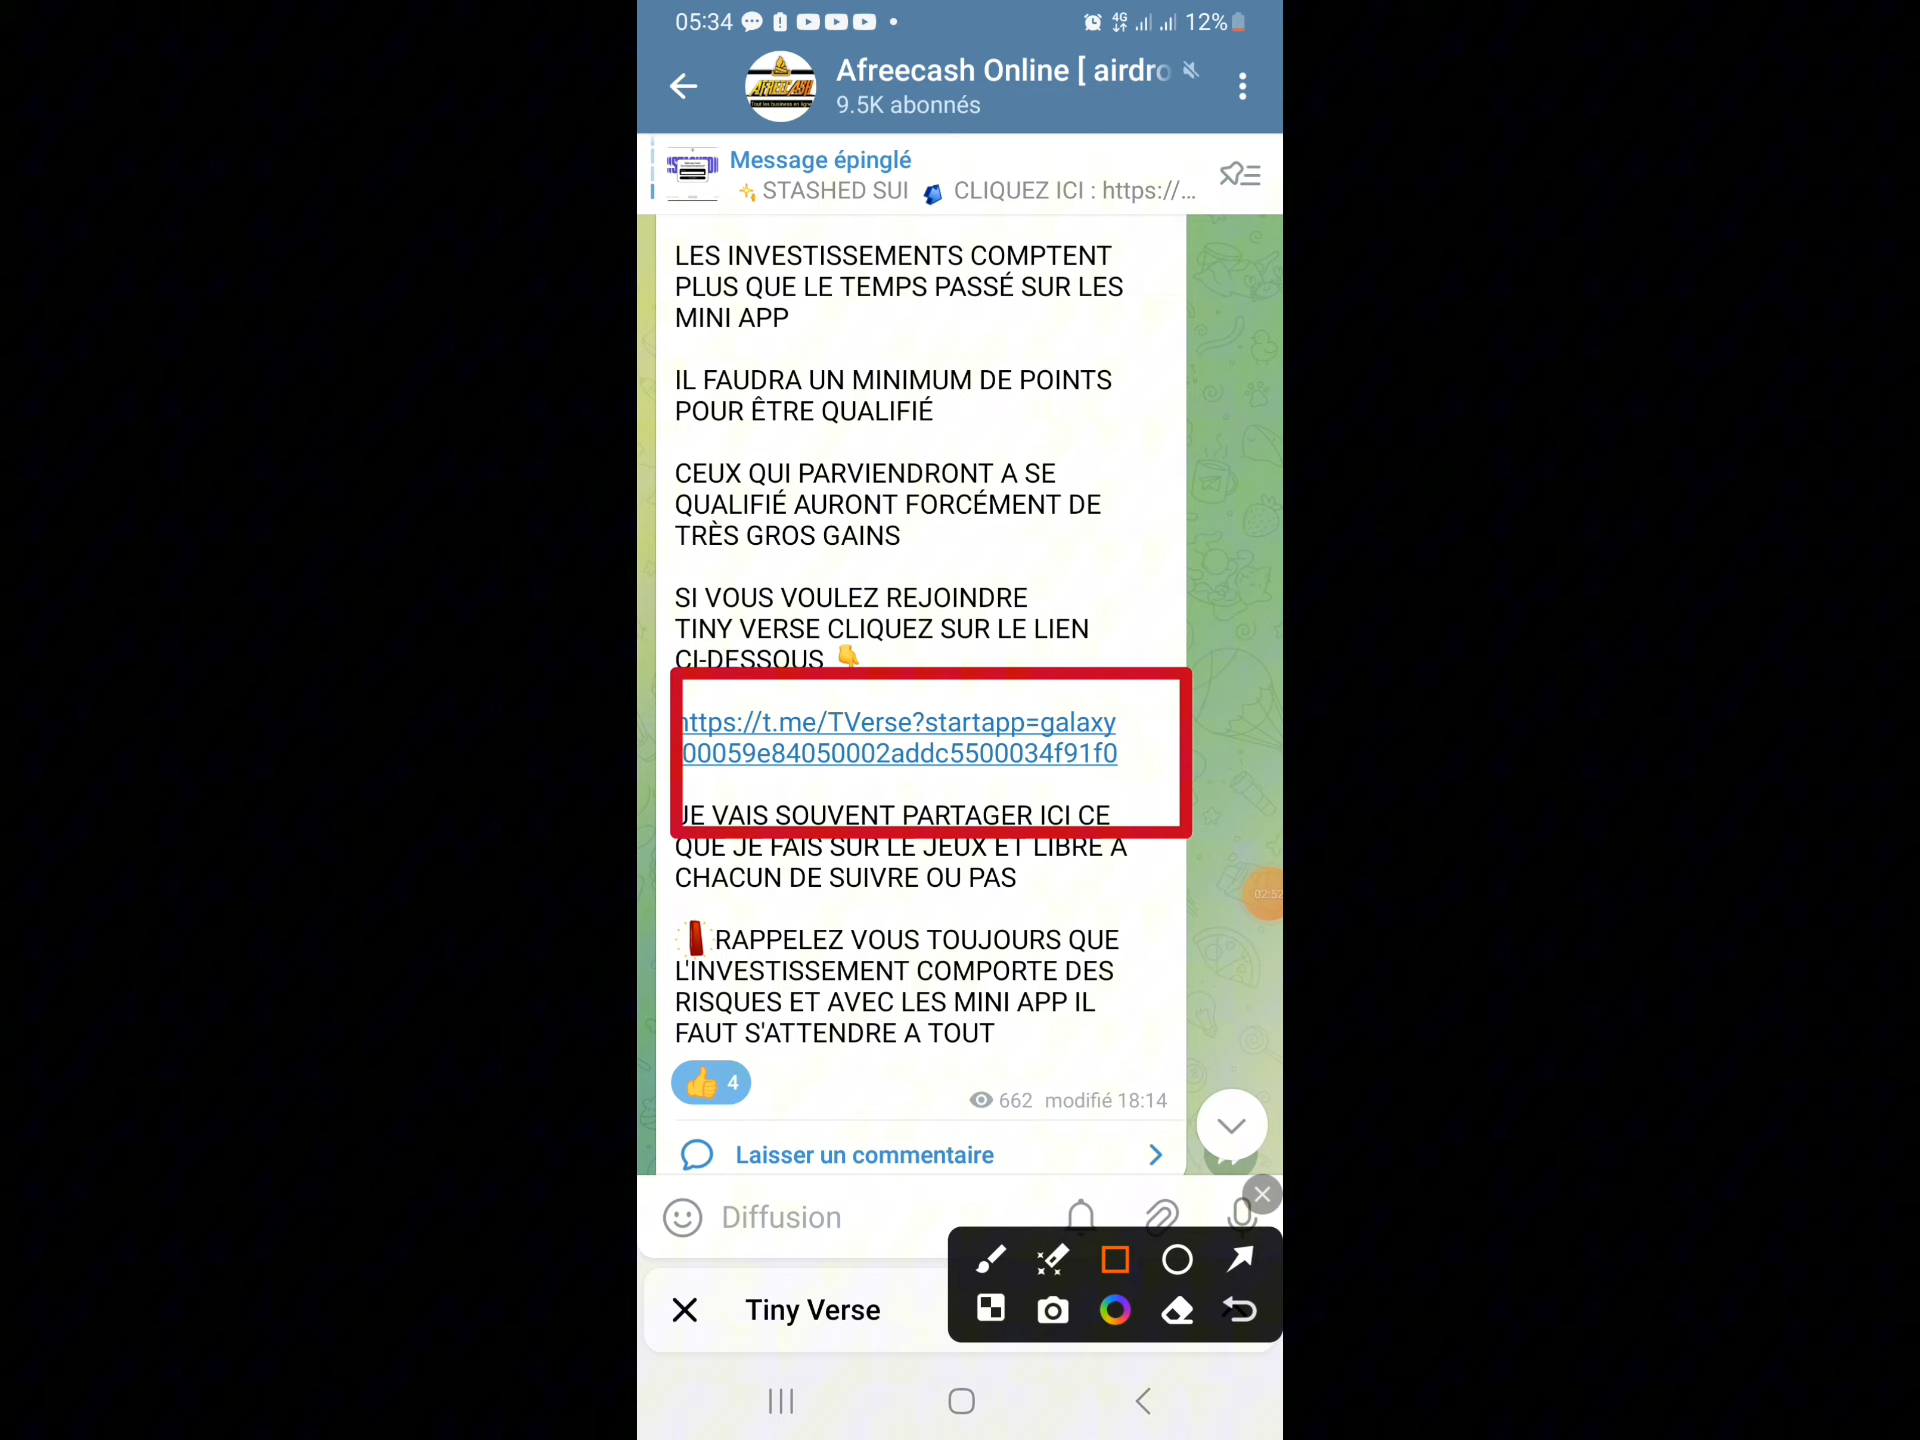 05:34
4G
12%
Afreecash Online [ airdro
9.5K abonnés
AFREECASH
Message épinglé
STASHED SUI CLIQUEZ ICI : https://...
LES INVESTISSEMENTS COMPTENT
PLUS QUE LE TEMPS PASSÉ SUR LES
MINI APP
IL FAUDRA UN MINIMUM DE POINTS
POUR ÊTRE QUALIFIÉ
CEUX QUI PARVIENDRONT A SE
QUALIFIÉ AURONT FORCÉMENT DE
TRÈS GROS GAINS
SI VOUS VOULEZ REJOINDRE
TINY VERSE CLIQUEZ SUR LE LIEN
CI-DESSOUS 👇
https://t.me/TVerse?startapp=galaxy
00059e84050002addc5500034f91f0
JE VAIS SOUVENT PARTAGER ICI CE
QUE JE FAIS SUR LE JEUX ET LIBRE A
CHACUN DE SUIVRE OU PAS
02:52
RAPPELEZ VOUS TOUJOURS QUE
L'INVESTISSEMENT COMPORTE DES
RISQUES ET AVEC LES MINI APP IL
FAUT S'ATTENDRE A TOUT
👍 4
662 modifié 18:14
Laisser un commentaire
Diffusion
Tiny Verse